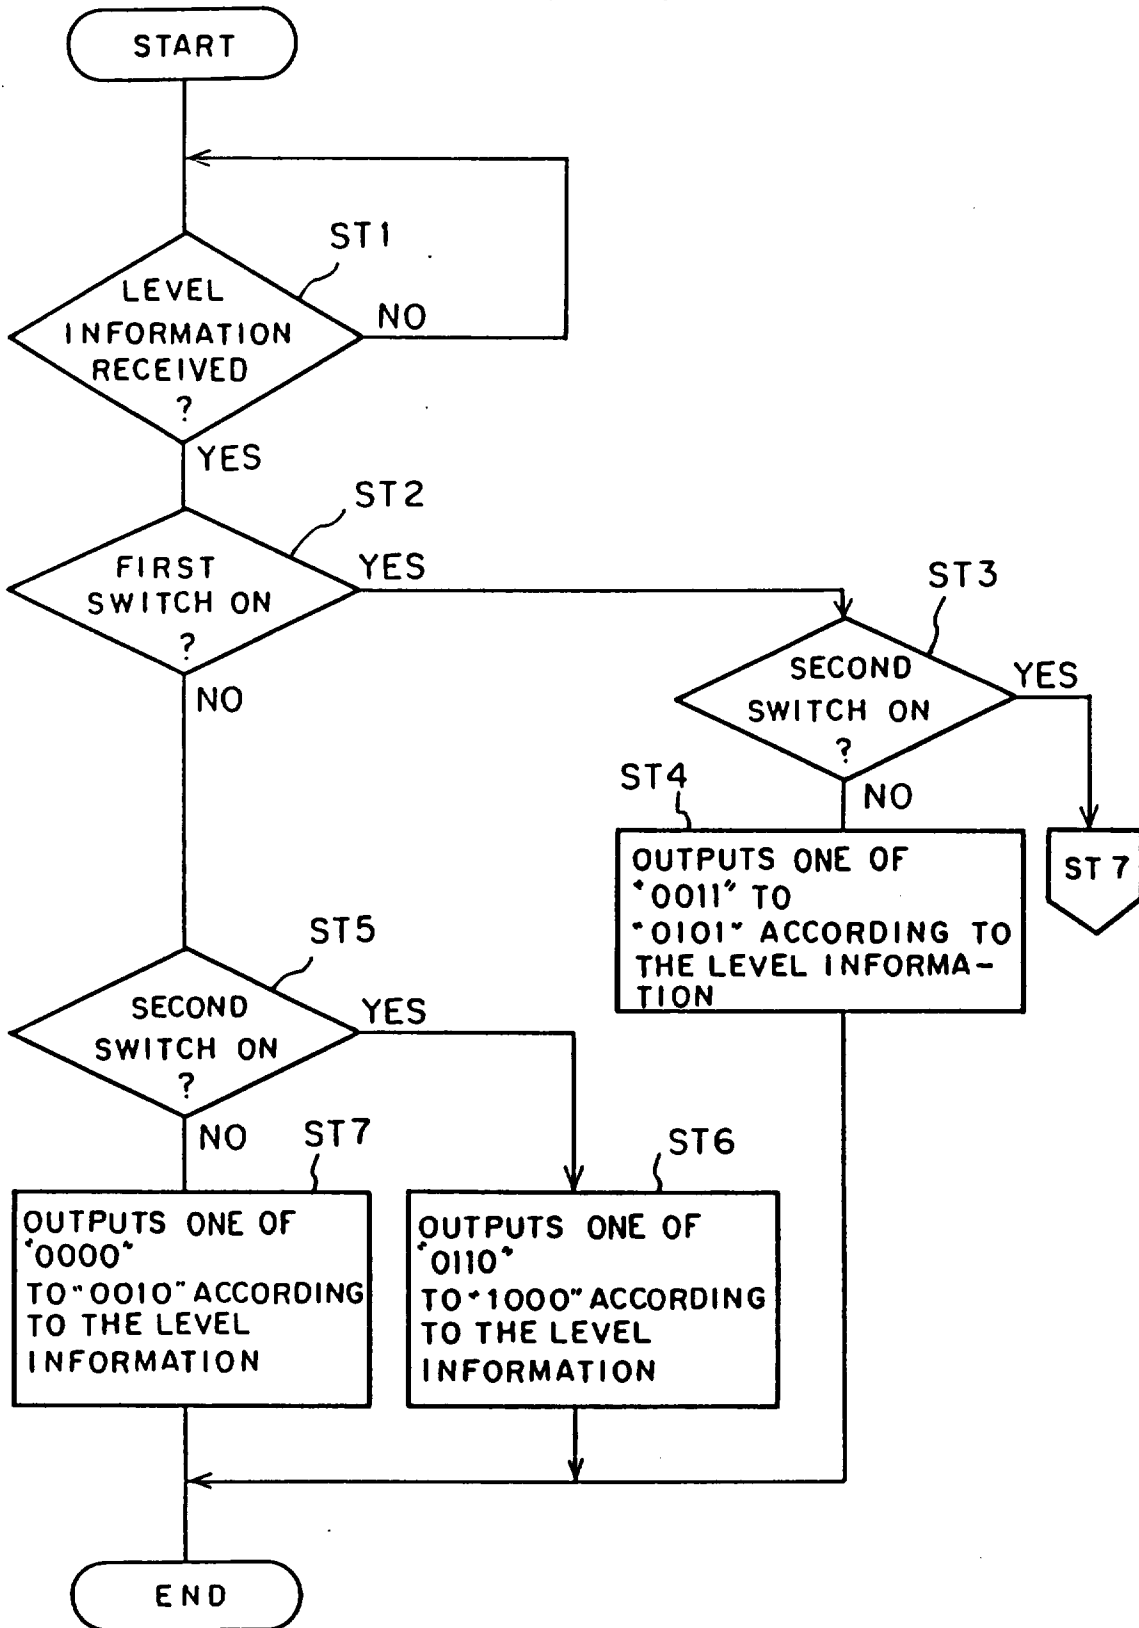 START
ST1
LEVEL
INFORMATION
RECEIVED
?
NO
YES
ST2
FIRST
SWITCH ON
?
YES
NO
ST3
SECOND
SWITCH ON
?
YES
NO
ST4
OUTPUTS ONE OF
"0011" TO
"0101" ACCORDING TO
THE LEVEL INFORMA-
TION
ST 7
ST5
SECOND
SWITCH ON
?
YES
NO
ST7
OUTPUTS ONE OF
"0000"
TO "0010" ACCORDING
TO THE LEVEL
INFORMATION
ST6
OUTPUTS ONE OF
"0110"
TO "1000" ACCORDING
TO THE LEVEL
INFORMATION
END